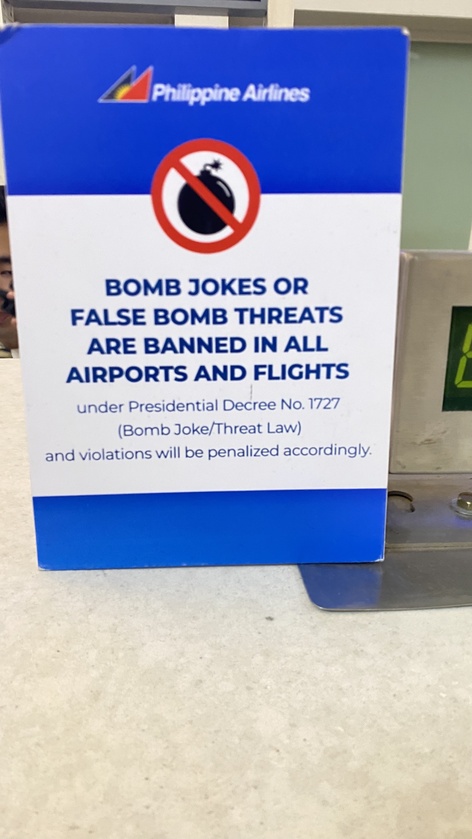 Philippine Airlines
BOMB JOKES OR
FALSE BOMB THREATS
ARE BANNED IN ALL
AIRPORTS AND FLIGHTS
under Presidential Decree No. 1727
(Bomb Joke/Threat Law)
and violations will be penalized accordingly.